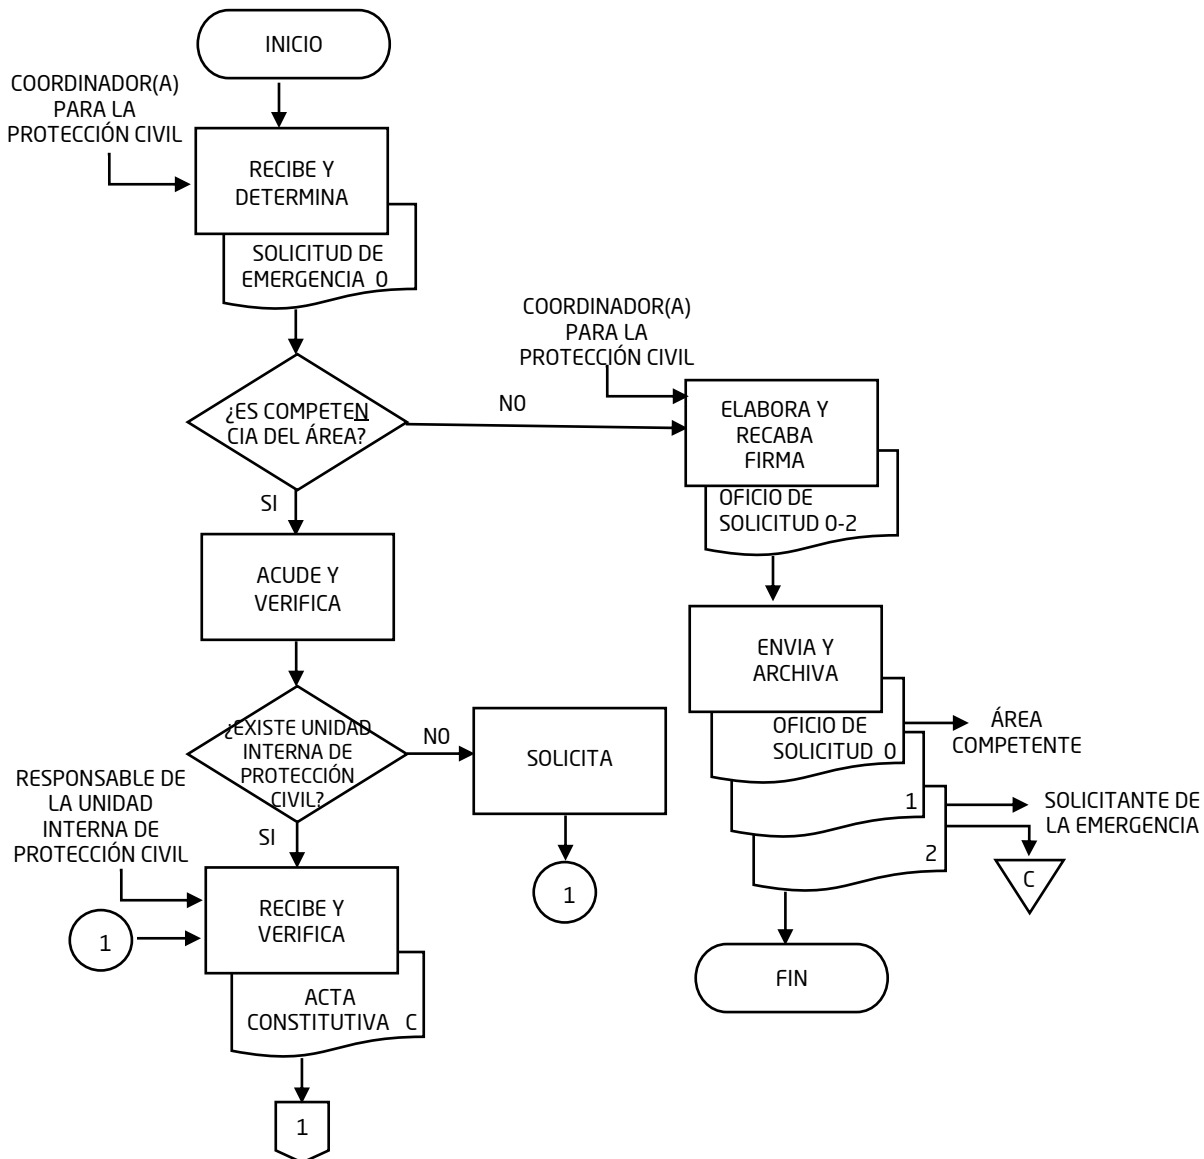 INICIO
COORDINADOR(A)
PARA LA
PROTECCIÓN CIVIL
RECIBE Y
DETERMINA
SOLICITUD DE
EMERGENCIA 0
¿ES COMPETEN
CIA DEL ÁREA?
NO
COORDINADOR(A)
PARA LA
PROTECCIÓN CIVIL
ELABORA Y
RECABA
FIRMA
OFICIO DE
SOLICITUD 0-2
SI
ACUDE Y
VERIFICA
ENVIA Y
ARCHIVA
OFICIO DE
SOLICITUD 0
ÁREA
COMPETENTE
1
SOLICITANTE DE
LA EMERGENCIA
2
C
FIN
¿EXISTE UNIDAD
INTERNA DE
PROTECCIÓN
CIVIL?
NO
SOLICITA
1
SI
RESPONSABLE DE
LA UNIDAD
INTERNA DE
PROTECCIÓN CIVIL
1
RECIBE Y
VERIFICA
ACTA
CONSTITUTIVA C
1